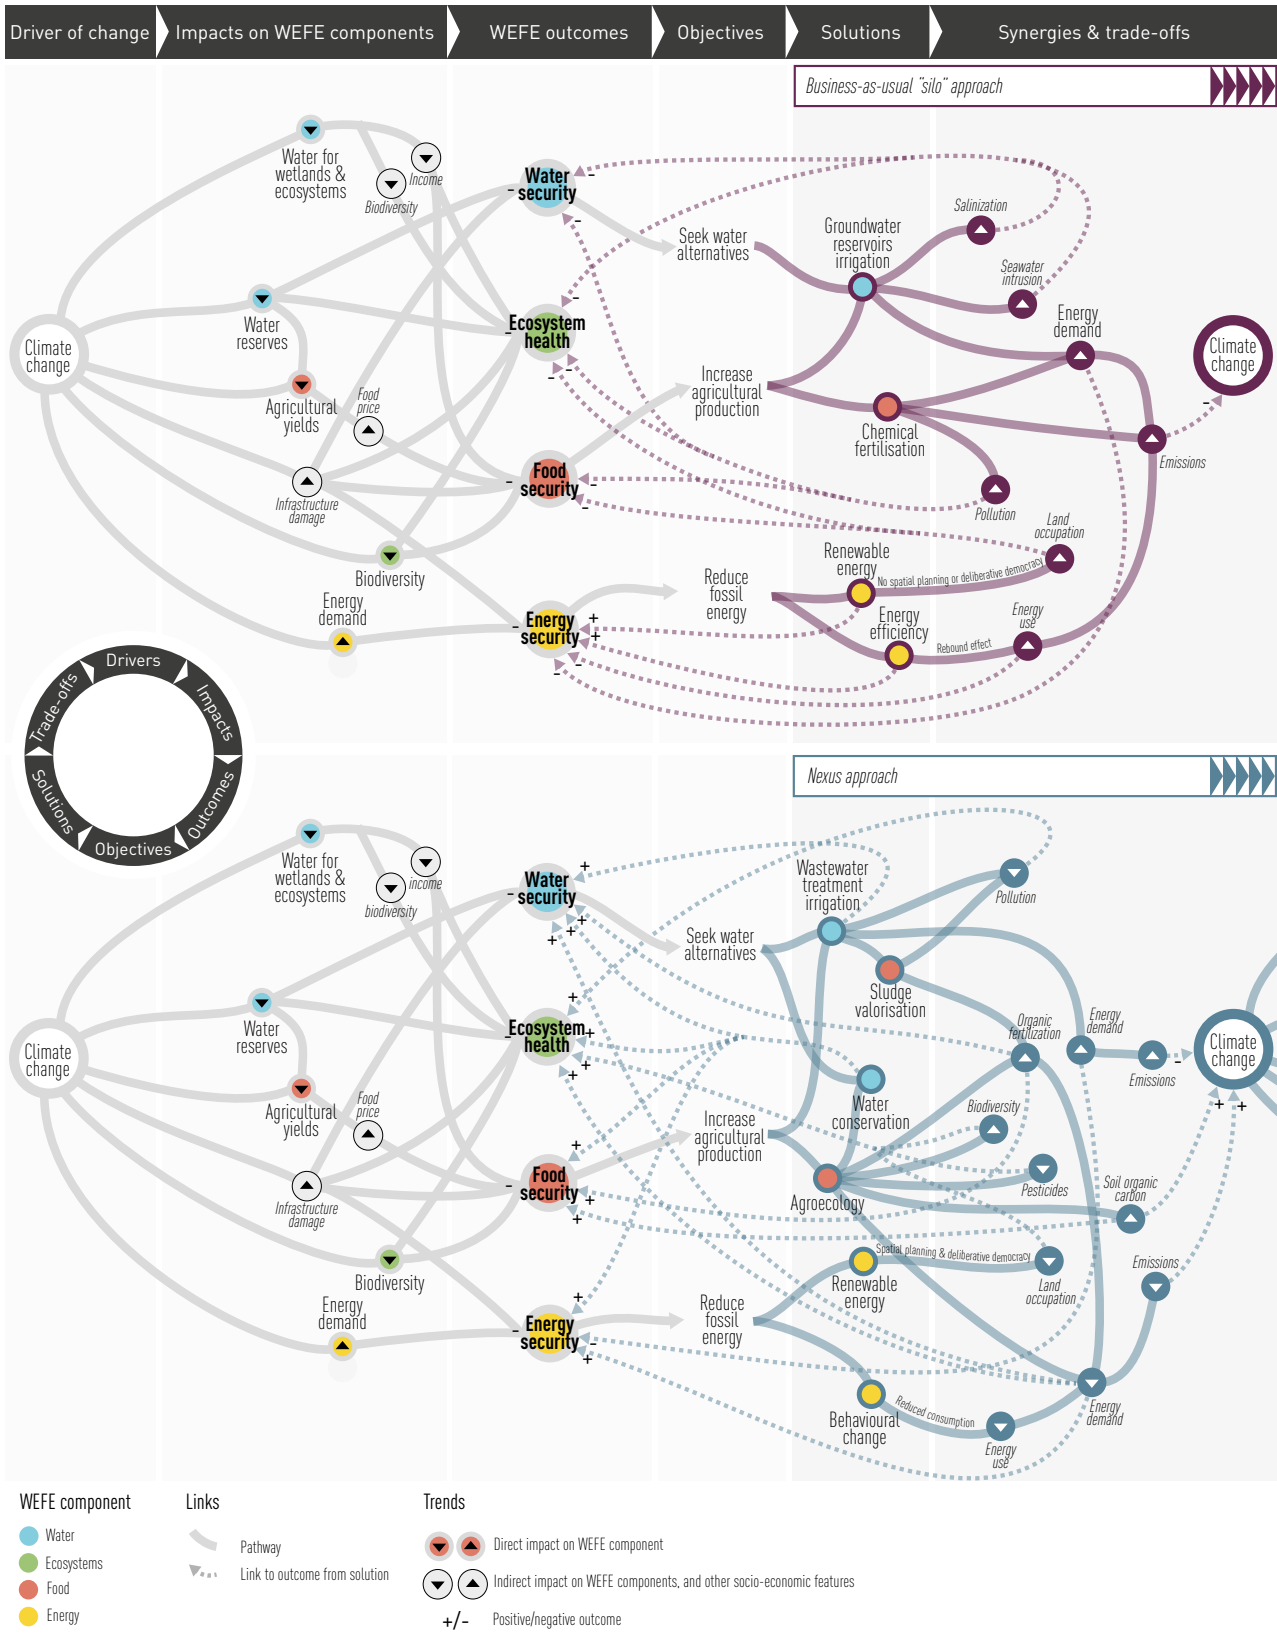 Driver of change
Impacts on WEFE components
WEFE outcomes
Objectives
Solutions
Synergies & trade-offs
Business-as-usual "silo" approach
Water for
wetlands &
ecosystems
Income
Biodiversity
Water
security
-
-
-
Seek water
alternatives
Groundwater
reservoirs
irrigation
Salinization
Seawater
intrusion
Water
reserves
Climate
change
Ecosystem
health
-
-
-
-
Energy
demand
Climate
change
-
Agricultural
yields
Food
price
Increase
agricultural
production
Chemical
fertilisation
Emissions
Infrastructure
damage
Food
security
-
-
-
Pollution
Land
occupation
Biodiversity
Renewable
energy
No spatial planning or deliberative democracy
Energy
demand
Energy
security
-
+
+
-
-
Reduce
fossil
energy
Energy
efficiency
Rebound effect
Energy
use
Drivers
Impacts
Outcomes
Objectives
Solutions
Trade-offs
Nexus approach
Water for
wetlands &
ecosystems
income
biodiversity
Water
security
-
+
+
+
+
Seek water
alternatives
Wastewater
treatment
irrigation
Pollution
Sludge
valorisation
Water
reserves
Climate
change
Ecosystem
health
-
+
+
+
+
Organic
fertilization
Energy
demand
Emissions
-
Climate
change
+
+
Agricultural
yields
Food
price
Increase
agricultural
production
Water
conservation
Biodiversity
Infrastructure
damage
Food
security
-
+
+
+
Agroecology
Pesticides
Soil organic
carbon
Biodiversity
Renewable
energy
Spatial planning & deliberative democracy
Land
occupation
Emissions
Energy
demand
Energy
security
-
+
-
+
Reduce
fossil
energy
Behavioural
change
Reduced consumption
Energy
use
Energy
demand
WEFE component
Water
Ecosystems
Food
Energy
Links
Pathway
Link to outcome from solution
Trends
Direct impact on WEFE component
Indirect impact on WEFE components, and other socio-economic features
+/- Positive/negative outcome